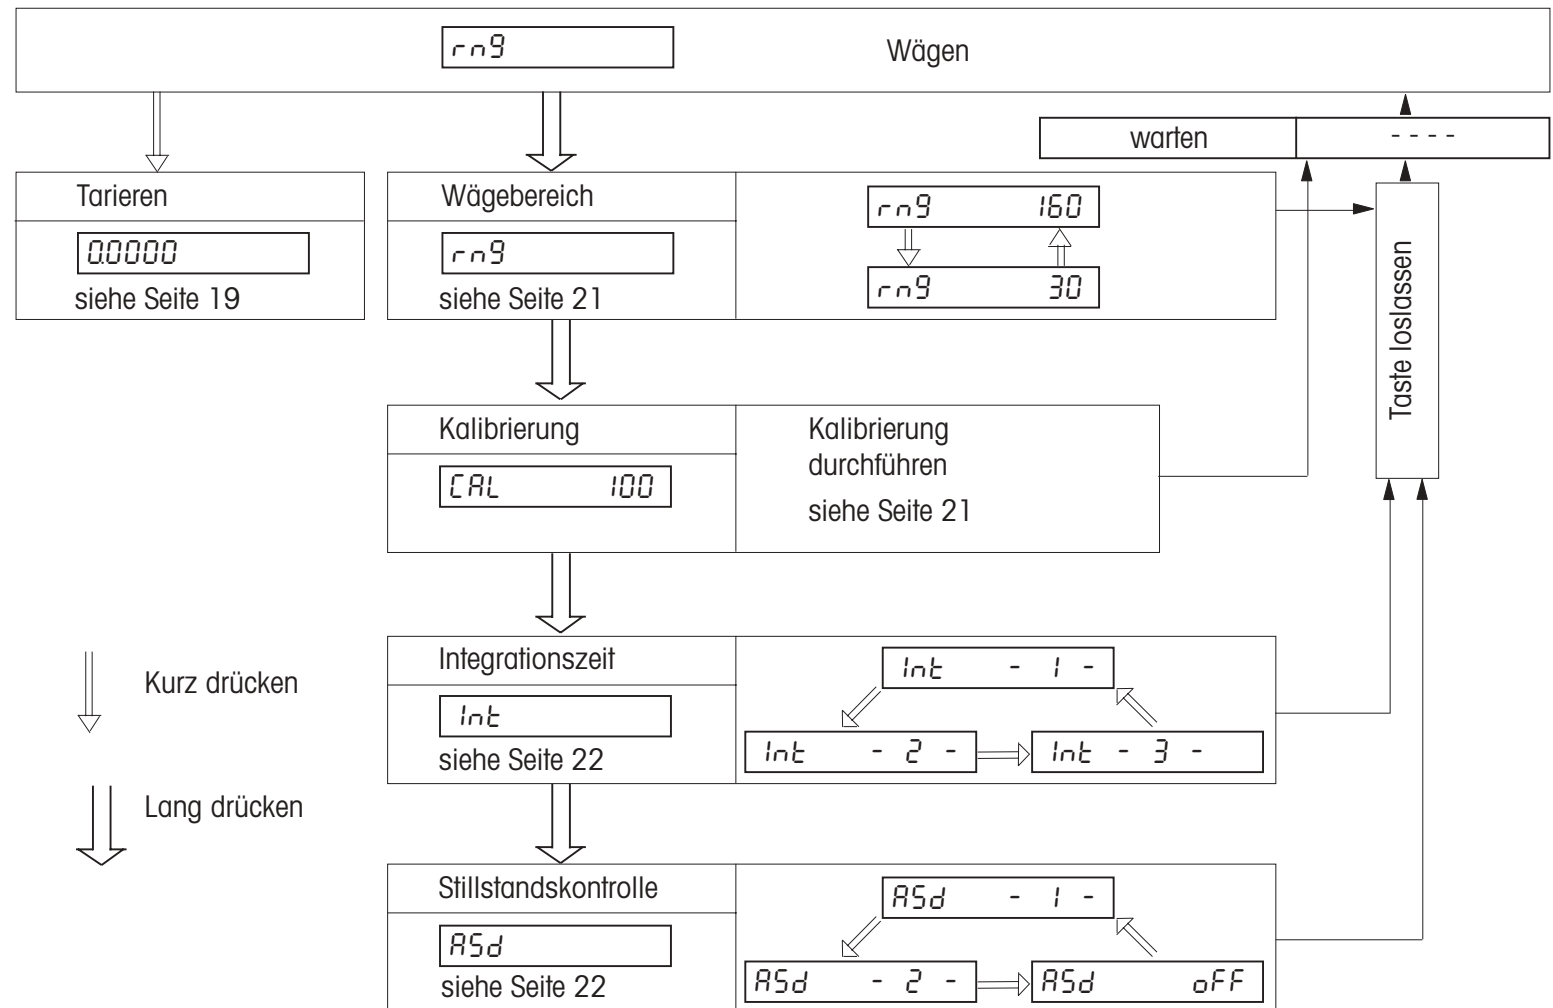 rng
Wägen
warten
- - - -
Tarieren
0.0000
siehe Seite 19
Wägebereich
rng
siehe Seite 21
rng 160
rng 30
Taste loslassen
Kalibrierung
CAL 100
Kalibrierung
durchführen
siehe Seite 21
Integrationszeit
Int
siehe Seite 22
Int - 1 -
Int - 2 -
Int - 3 -
Kurz drücken
Lang drücken
Stillstandskontrolle
ASd
siehe Seite 22
ASd - 1 -
ASd - 2 -
ASd oFF